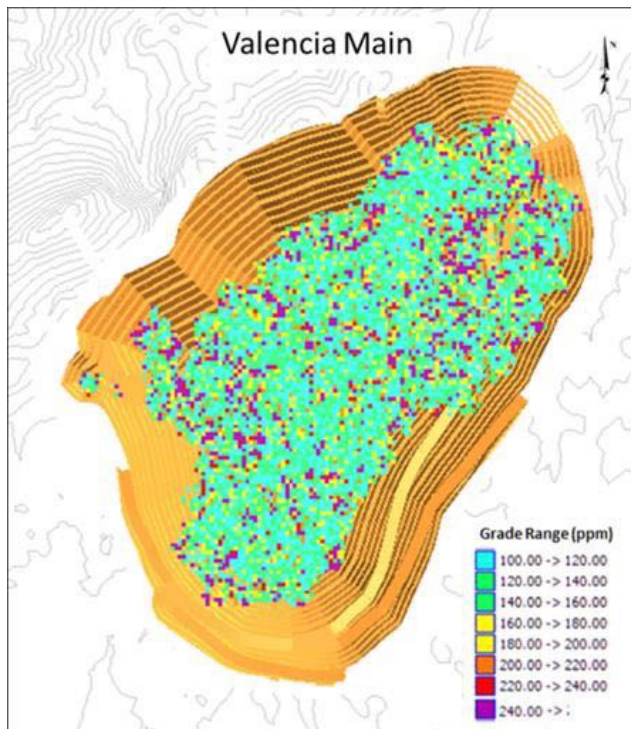 Valencia Main
N
Grade Range (ppm)
100.00 -> 120.00
120.00 -> 140.00
140.00 -> 160.00
160.00 -> 180.00
180.00 -> 200.00
200.00 -> 220.00
220.00 -> 240.00
240.00 ->